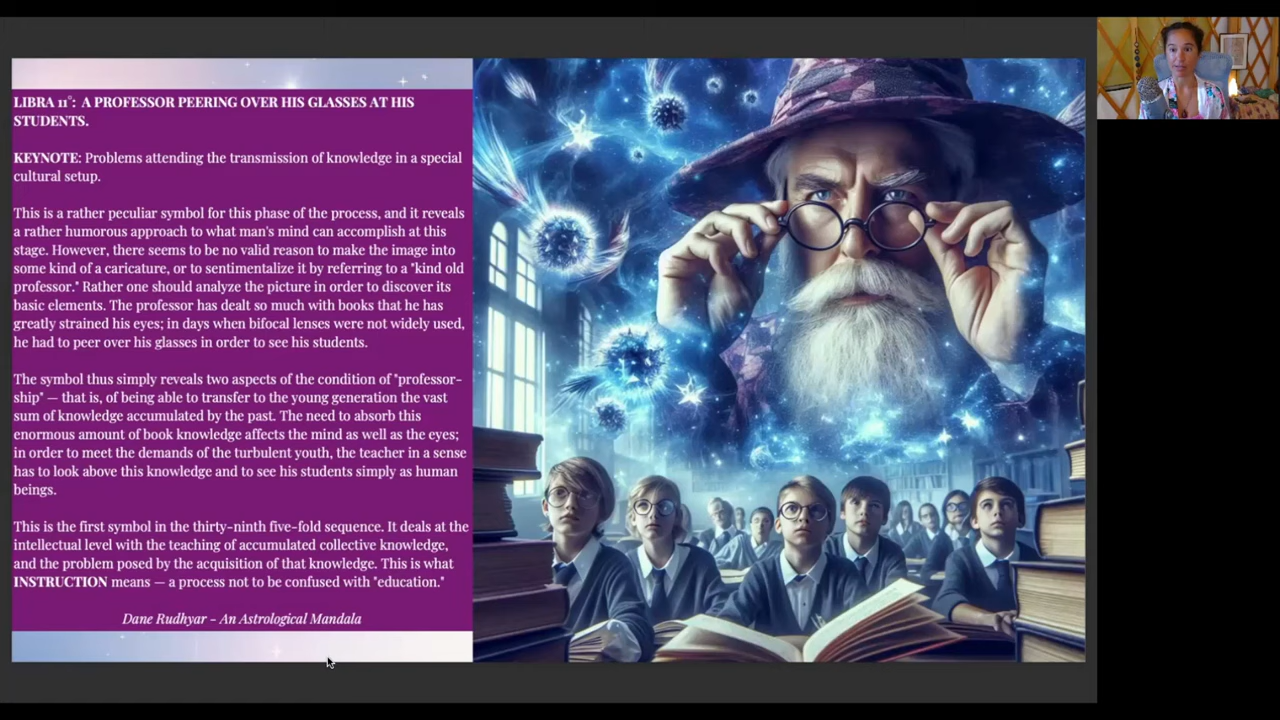 LIBRA 11°: A PROFESSOR PEERING OVER HIS GLASSES AT HIS
STUDENTS.
KEYNOTE: Problems attending the transmission of knowledge in a special
cultural setup.
This is a rather peculiar symbol for this phase of the process, and it reveals
a rather humorous approach to what man's mind can accomplish at this
stage. However, there seems to be no valid reason to make the image into
some kind of a caricature, or to sentimentalize it by referring to a "kind old
professor." Rather one should analyze the picture in order to discover its
basic elements. The professor has dealt so much with books that he has
greatly strained his eyes; in days when bifocal lenses were not widely used,
he had to peer over his glasses in order to see his students.
The symbol thus simply reveals two aspects of the condition of "professor-
ship" — that is, of being able to transfer to the young generation the vast
sum of knowledge accumulated by the past. The need to absorb this
enormous amount of book knowledge affects the mind as well as the eyes;
in order to meet the demands of the turbulent youth, the teacher in a sense
has to look above this knowledge and to see his students simply as human
beings.
This is the first symbol in the thirty-ninth five-fold sequence. It deals at the
intellectual level with the teaching of accumulated collective knowledge,
and the problem posed by the acquisition of that knowledge. This is what
INSTRUCTION means — a process not to be confused with "education."
Dane Rudhyar - An Astrological Mandala